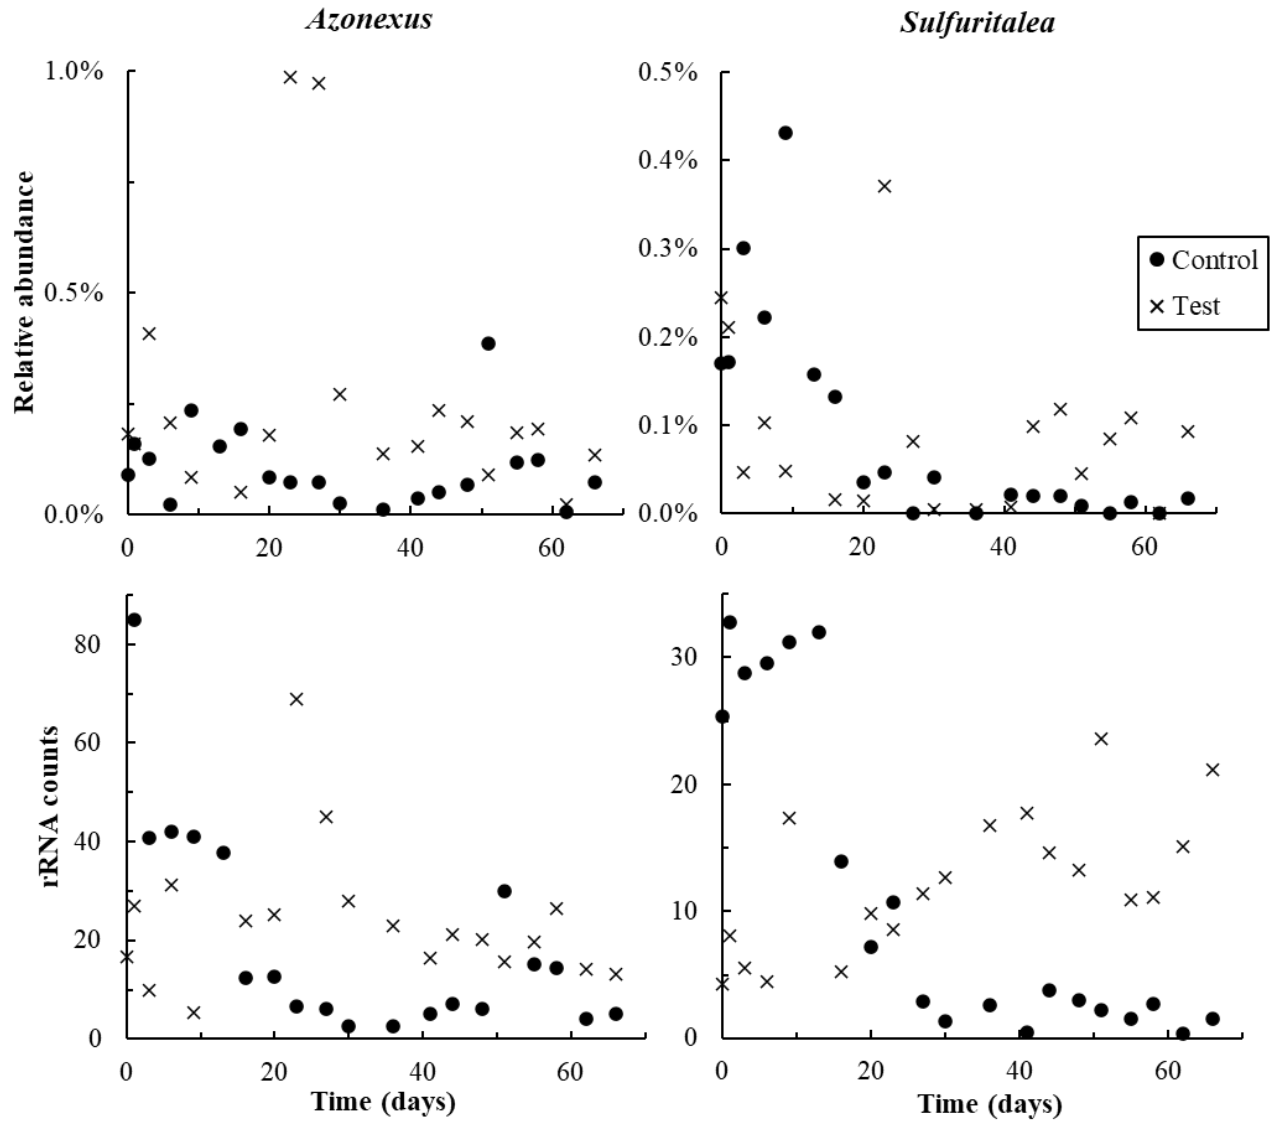 Azonexus
Sulfuritalea
Relative abundance
1.0%
0.5%
0.0%
0 20 40 60
0.5%
0.4%
0.3%
0.2%
0.1%
0.0%
0 20 40 60
Control
Test
rRNA counts
80
60
40
20
0
0 20 40 60
Time (days)
30
20
10
0
0 20 40 60
Time (days)